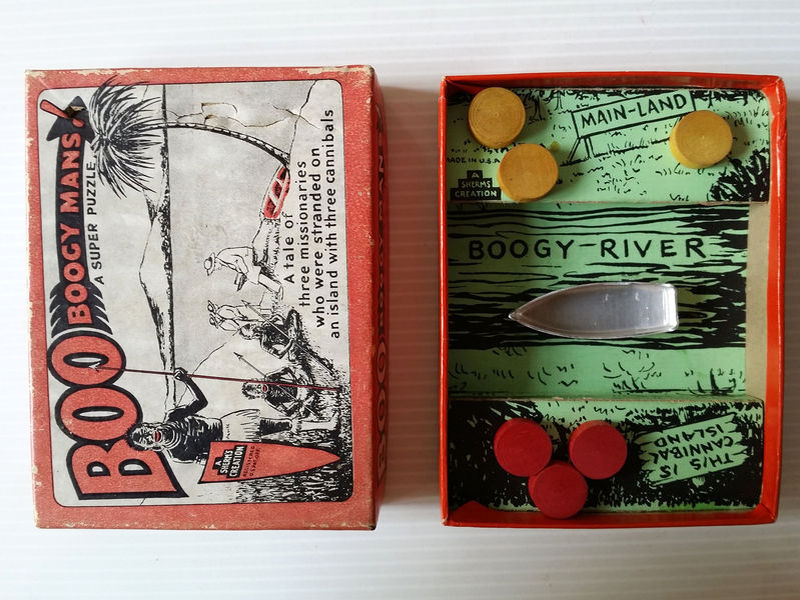 BOO BOOGY MANS!
A SUPER PUZZLE
A tale of
three missionaries
who were stranded on
an island with three cannibals
A
SHERMS
CREATION
BOO
MAIN-LAND
MADE IN U.S.A.
A
SHERMS
CREATION
BOOGY-RIVER
THIS IS
CANNIBAL
ISLAND